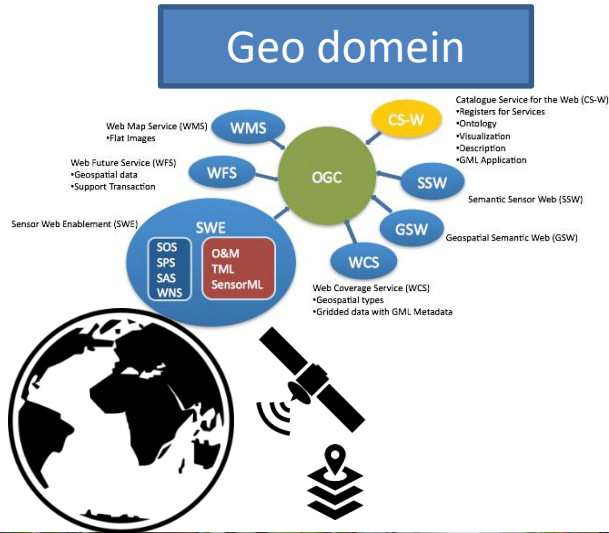 Geo domein
Web Map Service (WMS)
•Flat Images
WMS
Web Future Service (WFS)
•Geospatial data
•Support Transaction
WFS
Sensor Web Enablement (SWE)
SWE
SOS
SPS
SAS
WNS
O&M
TML
SensorML
OGC
CS-W
Catalogue Service for the Web (CS-W)
•Registers for Services
•Ontology
•Visualization
•Description
•GML Application
SSW
Semantic Sensor Web (SSW)
GSW
Geospatial Semantic Web (GSW)
WCS
Web Coverage Service (WCS)
•Geospatial types
•Gridded data with GML Metadata